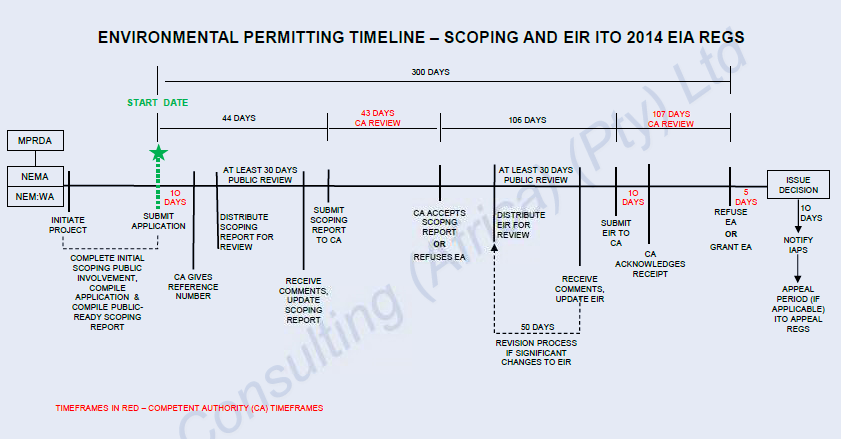 ENVIRONMENTAL PERMITTING TIMELINE – SCOPING AND EIR ITO 2014 EIA REGS
300 DAYS
START DATE
44 DAYS
43 DAYS
CA REVIEW
106 DAYS
107 DAYS
CA REVIEW
MPRDA
NEMA
NEM:WA
INITIATE
PROJECT
COMPLETE INITIAL
SCOPING PUBLIC
INVOLVEMENT,
COMPILE
APPLICATION &
COMPILE PUBLIC-
READY SCOPING
REPORT
SUBMIT
APPLICATION
10
DAYS
CA GIVES
REFERENCE
NUMBER
AT LEAST 30 DAYS
PUBLIC REVIEW
DISTRIBUTE
SCOPING
REPORT FOR
REVIEW
RECEIVE
COMMENTS,
UPDATE
SCOPING
REPORT
SUBMIT
SCOPING
REPORT
TO CA
CA ACCEPTS
SCOPNG
REPORT
OR
REFUSES EA
AT LEAST 30 DAYS
PUBLIC REVIEW
DISTRIBUTE
EIR FOR
REVIEW
50 DAYS
REVISION PROCESS
IF SIGNIFICANT
CHANGES TO EIR
RECEIVE
COMMENTS,
UPDATE EIR
SUBMIT
EIR TO
CA
10
DAYS
CA
ACKNOWLEDGES
RECEIPT
REFUSE
EA
OR
GRANT EA
5
DAYS
ISSUE
DECISION
10
DAYS
NOTIFY
IAPS
APPEAL
PERIOD (IF
APPLICABLE)
ITO APPEAL
REGS
TIMEFRAMES IN RED – COMPETENT AUTHORITY (CA) TIMEFRAMES
Consulting (Africa) (Pty) Ltd